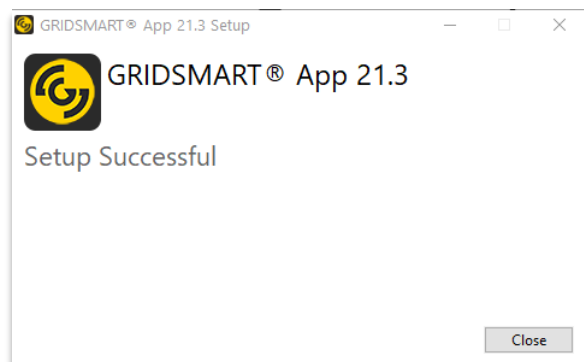 GRIDSMART® App 21.3 Setup
GRIDSMART® App 21.3
Setup Successful
Close